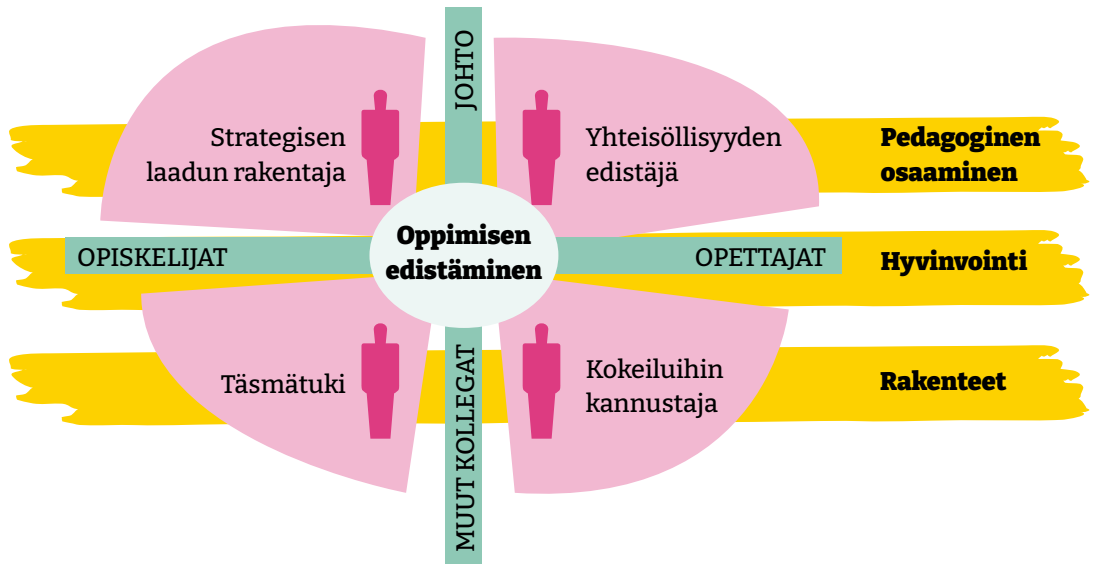 JOHTO
Strategisen
laadun rakentaja
Yhteisöllisyyden
edistäjä
Pedagoginen
osaaminen
OPISKELIJAT
Oppimisen
edistäminen
OPETTAJAT
Hyvinvointi
Täsmätuki
MUUT KOLLEGAT
Kokeiluihin
kannustaja
Rakenteet